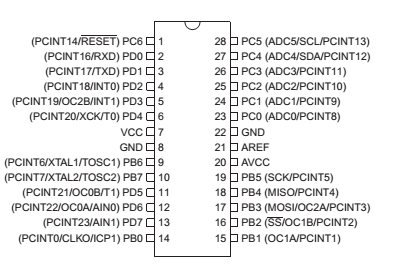 (PCINT14/RESET) PC6 1 28 PC5 (ADC5/SCL/PCINT13)
(PCINT16/RXD) PD0 2 27 PC4 (ADC4/SDA/PCINT12)
(PCINT17/TXD) PD1 3 26 PC3 (ADC3/PCINT11)
(PCINT18/INT0) PD2 4 25 PC2 (ADC2/PCINT10)
(PCINT19/OC2B/INT1) PD3 5 24 PC1 (ADC1/PCINT9)
(PCINT20/XCK/T0) PD4 6 23 PC0 (ADC0/PCINT8)
VCC 7 22 GND
GND 8 21 AREF
(PCINT6/XTAL1/TOSC1) PB6 9 20 AVCC
(PCINT7/XTAL2/TOSC2) PB7 10 19 PB5 (SCK/PCINT5)
(PCINT21/OC0B/T1) PD5 11 18 PB4 (MISO/PCINT4)
(PCINT22/OC0A/AIN0) PD6 12 17 PB3 (MOSI/OC2A/PCINT3)
(PCINT23/AIN1) PD7 13 16 PB2 (SS/OC1B/PCINT2)
(PCINT0/CLKO/ICP1) PB0 14 15 PB1 (OC1A/PCINT1)